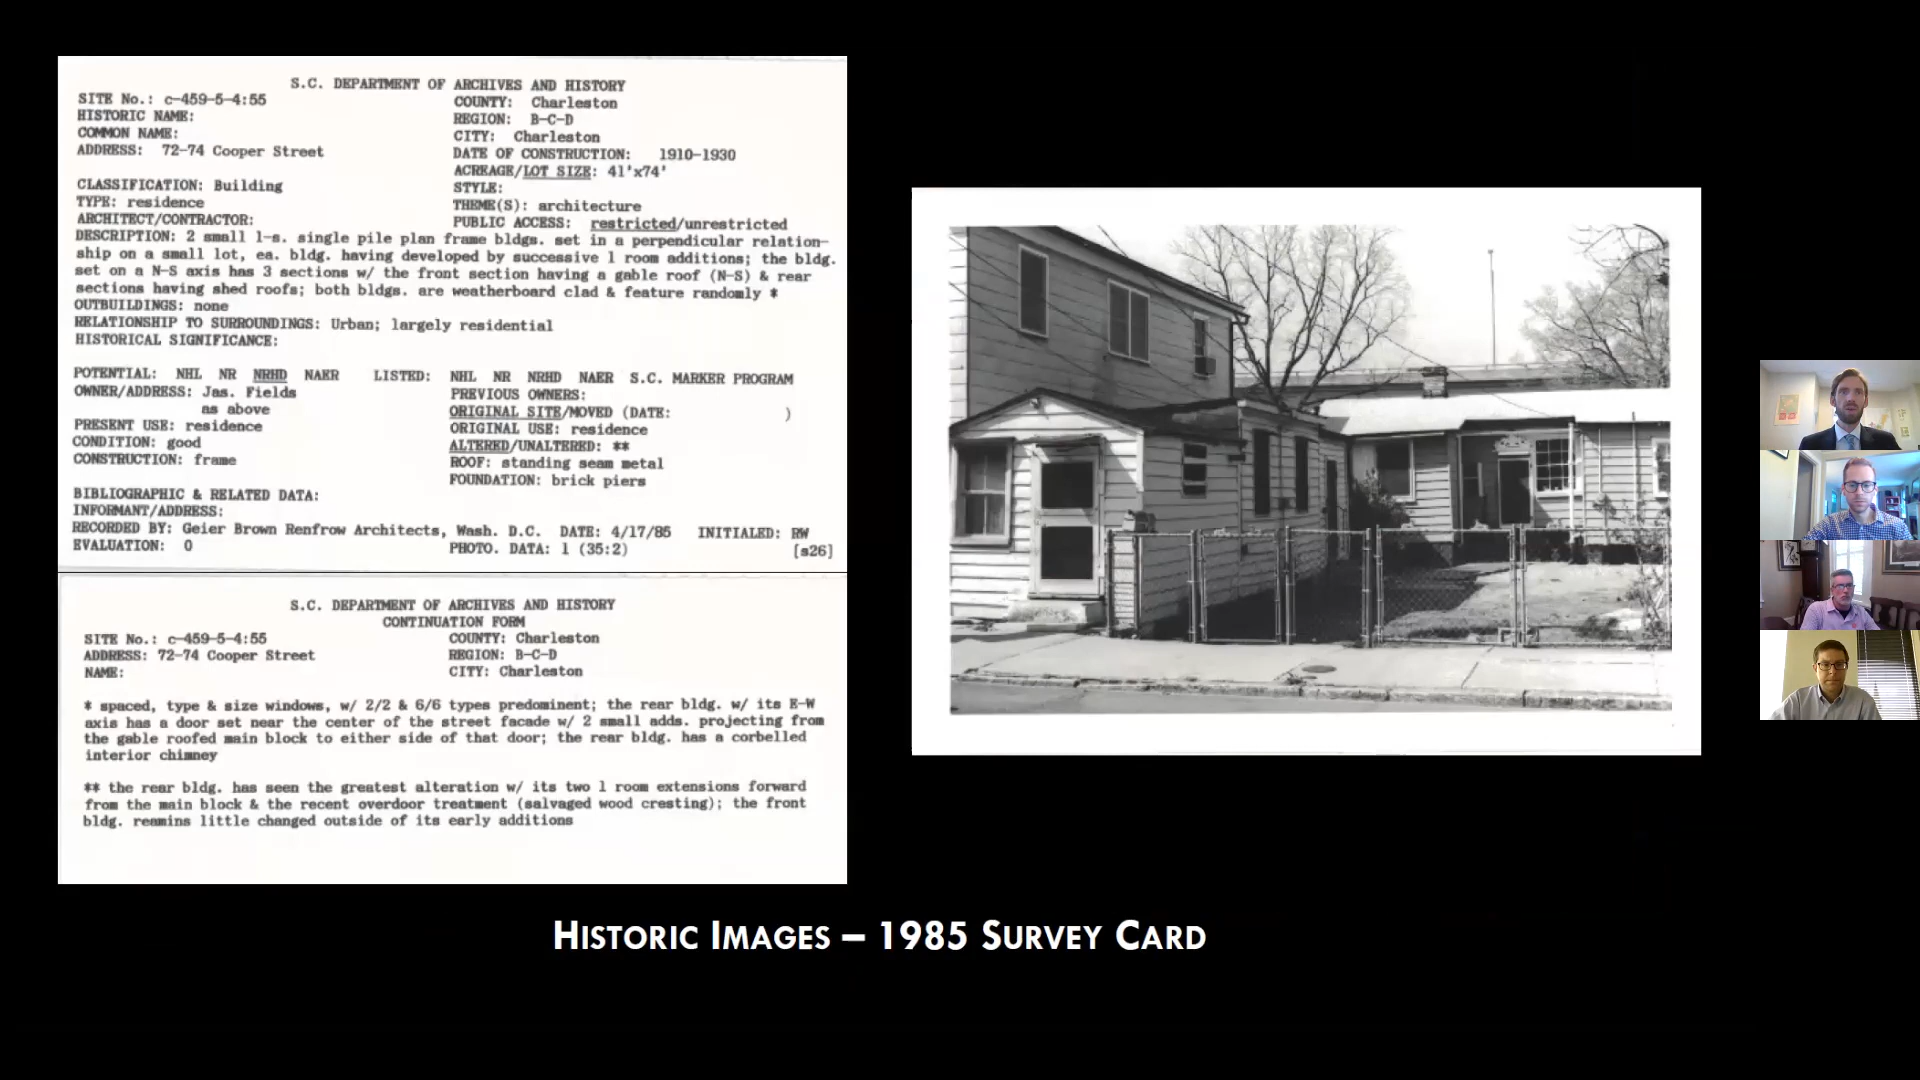 S.C. DEPARTMENT OF ARCHIVES AND HISTORY
SITE No.: c-459-5-4:55
HISTORIC NAME:
COMMON NAME:
ADDRESS: 72-74 Cooper Street
COUNTY: Charleston
REGION: B-C-D
CITY: Charleston
DATE OF CONSTRUCTION: 1910-1930
ACREAGE/LOT SIZE: 41'x74'
CLASSIFICATION: Building
TYPE: residence
ARCHITECT/CONTRACTOR:
STYLE:
THEME(S): architecture
PUBLIC ACCESS: restricted/unrestricted
DESCRIPTION: 2 small 1-s. single pile plan frame bldgs. set in a perpendicular relation-
ship on a small lot, ea. bldg. having developed by successive 1 room additions; the bldg.
set on a N-S axis has 3 sections w/ the front section having a gable roof (N-S) & rear
sections having shed roofs; both bldgs. are weatherboard clad & feature randomly *
OUTBUILDINGS: none
RELATIONSHIP TO SURROUNDINGS: Urban; largely residential
HISTORICAL SIGNIFICANCE:
POTENTIAL: NHL NR NRHD NAER LISTED: NHL NR NRHD NAER S.C. MARKER PROGRAM
OWNER/ADDRESS: Jas. Fields
as above
PRESENT USE: residence
CONDITION: good
CONSTRUCTION: frame
PREVIOUS OWNERS:
ORIGINAL SITE/MOVED (DATE: )
ORIGINAL USE: residence
ALTERED/UNALTERED: **
ROOF: standing seam metal
FOUNDATION: brick piers
BIBLIOGRAPHIC & RELATED DATA:
INFORMANT/ADDRESS:
RECORDED BY: Geier Brown Renfrow Architects, Wash. D.C. DATE: 4/17/85 INITIALED: RW
EVALUATION: 0 PHOTO. DATA: 1 (35:2) [s26]
S.C. DEPARTMENT OF ARCHIVES AND HISTORY
CONTINUATION FORM
SITE No.: c-459-5-4:55
ADDRESS: 72-74 Cooper Street
NAME:
COUNTY: Charleston
REGION: B-C-D
CITY: Charleston
* spaced, type & size windows, w/ 2/2 & 6/6 types predominent; the rear bldg. w/ its E-W
axis has a door set near the center of the street facade w/ 2 small adds. projecting from
the gable roofed main block to either side of that door; the rear bldg. has a corbelled
interior chimney
** the rear bldg. has seen the greatest alteration w/ its two 1 room extensions forward
from the main block & the recent overdoor treatment (salvaged wood cresting); the front
bldg. reamins little changed outside of its early additions
HISTORIC IMAGES – 1985 SURVEY CARD